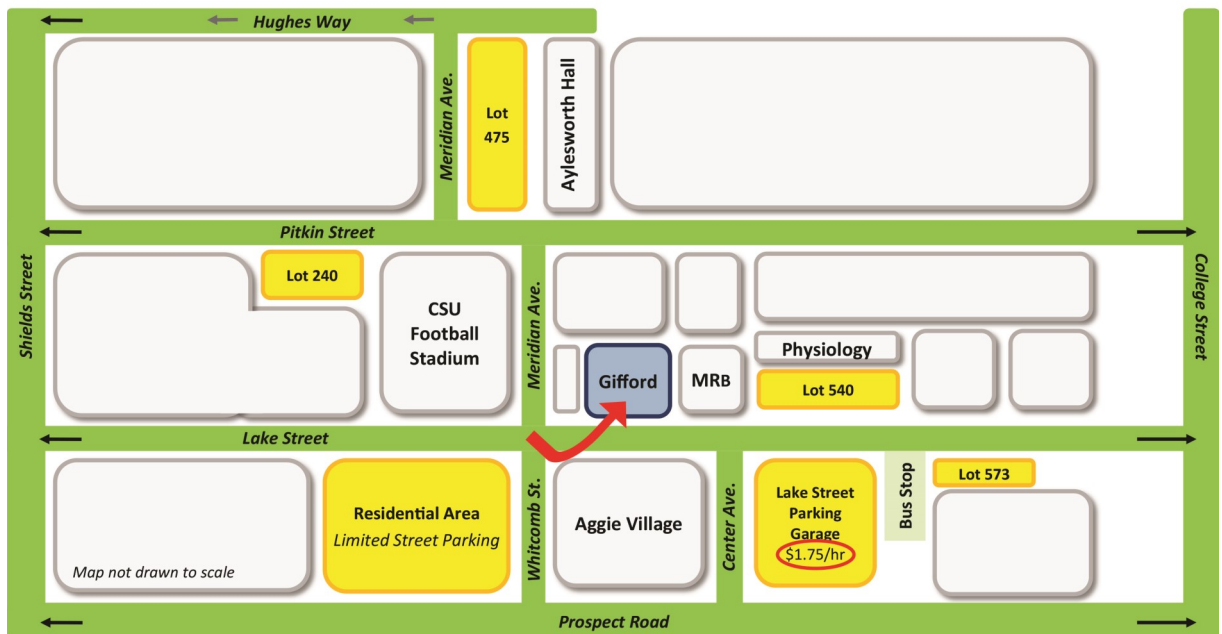 Hughes Way
Meridian Ave.
Lot
475
Aylesworth Hall
Pitkin Street
Shields Street
Lot 240
CSU
Football
Stadium
Meridian Ave.
Gifford
MRB
Physiology
Lot 540
College Street
Lake Street
Map not drawn to scale
Residential Area
Limited Street Parking
Whitcomb St.
Aggie Village
Center Ave.
Lake Street
Parking
Garage
$1.75/hr
Bus Stop
Lot 573
Prospect Road